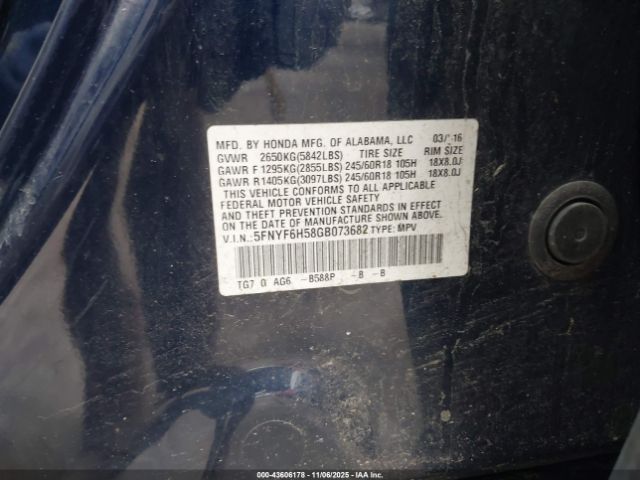 MFD. BY HONDA MFG. OF ALABAMA, LLC 03/16
GVWR 2650KG(5842LBS) TIRE SIZE RIM SIZE
GAWR F 1295KG(2855LBS) 245/60R18 105H 18X8.0J
GAWR R1405KG(3097LBS) 245/60R18 105H 18X8.0J
THIS VEHICLE CONFORMS TO ALL APPLICABLE
FEDERAL MOTOR VEHICLE SAFETY
AND THEFT PREVENTION STANDARDS IN EFFECT
ON THE DATE OF MANUFACTURE SHOWN ABOVE.
V.I.N.: 5FNYF6H58GB073682 TYPE: MPV
TG7 0 AG6 -B588P -B -B
000-43606178 - 11/06/2025 - IAAI.COM